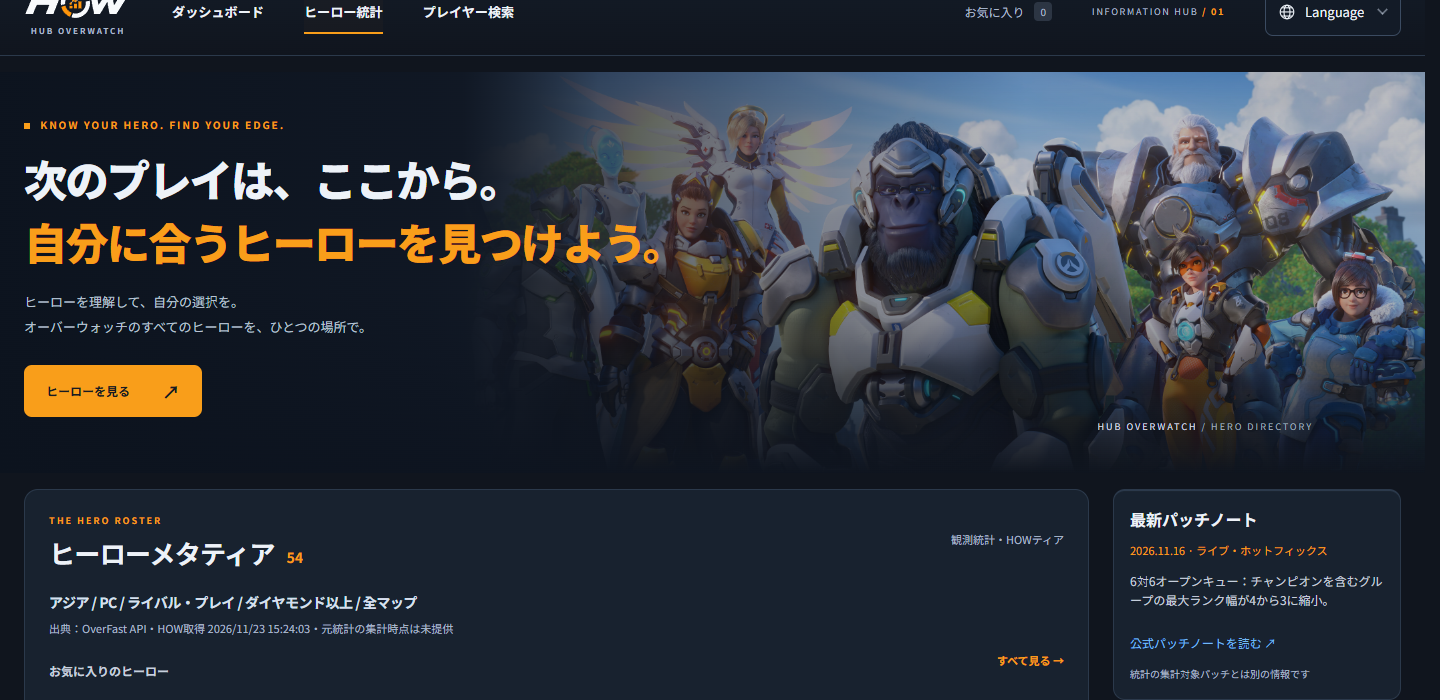 HOW
HUB OVERWATCH
ダッシュボード
ヒーロー統計
プレイヤー検索
お気に入り 0
INFORMATION HUB / 01
Language
KNOW YOUR HERO. FIND YOUR EDGE.
次のプレイは、ここから。
自分に合うヒーローを見つけよう。
ヒーローを理解して、自分の選択を。
オーバーウォッチのすべてのヒーローを、ひとつの場所で。
ヒーローを見る ↗
08
HUB OVERWATCH / HERO DIRECTORY
THE HERO ROSTER
ヒーローメタティア 54
観測統計・HOWティア
アジア / PC / ライバル・プレイ / ダイヤモンド以上 / 全マップ
出典：OverFast API・HOW取得 2026/11/23 15:24:03・元統計の集計時点は未提供
お気に入りのヒーロー
すべて見る →
最新パッチノート
2026.11.16・ライブ・ホットフィックス
6対6オープンキュー：チャンピオンを含むグル
ープの最大ランク幅が4から3に縮小。
公式パッチノートを読む ↗
統計の集計対象パッチとは別の情報です